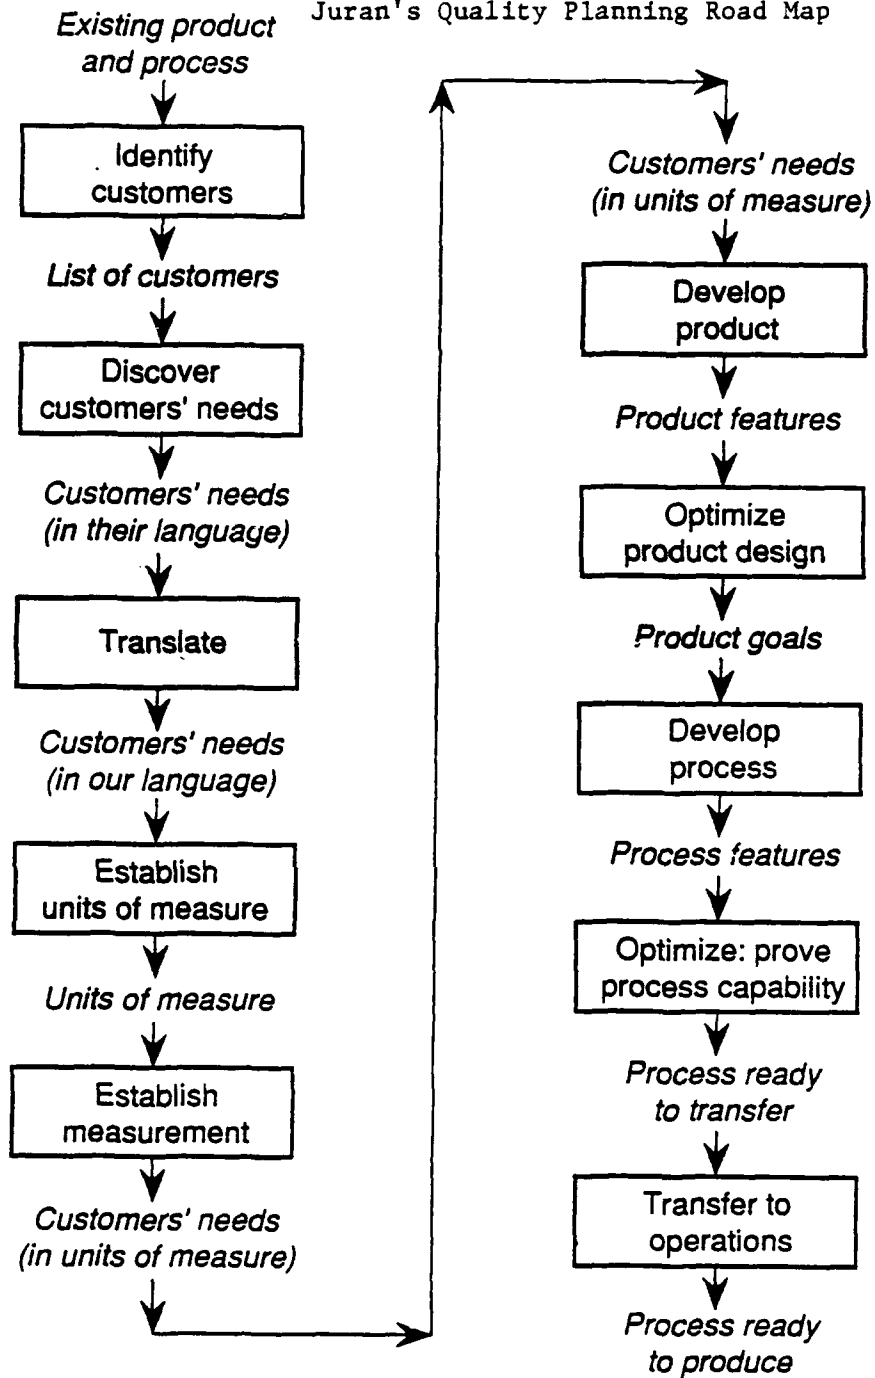 Juran's Quality Planning Road Map
Existing product
and process
Identify
customers
List of customers
Discover
customers' needs
Customers' needs
(in their language)
Translate
Customers' needs
(in our language)
Establish
units of measure
Units of measure
Establish
measurement
Customers' needs
(in units of measure)
Customers' needs
(in units of measure)
Develop
product
Product features
Optimize
product design
Product goals
Develop
process
Process features
Optimize: prove
process capability
Process ready
to transfer
Transfer to
operations
Process ready
to produce